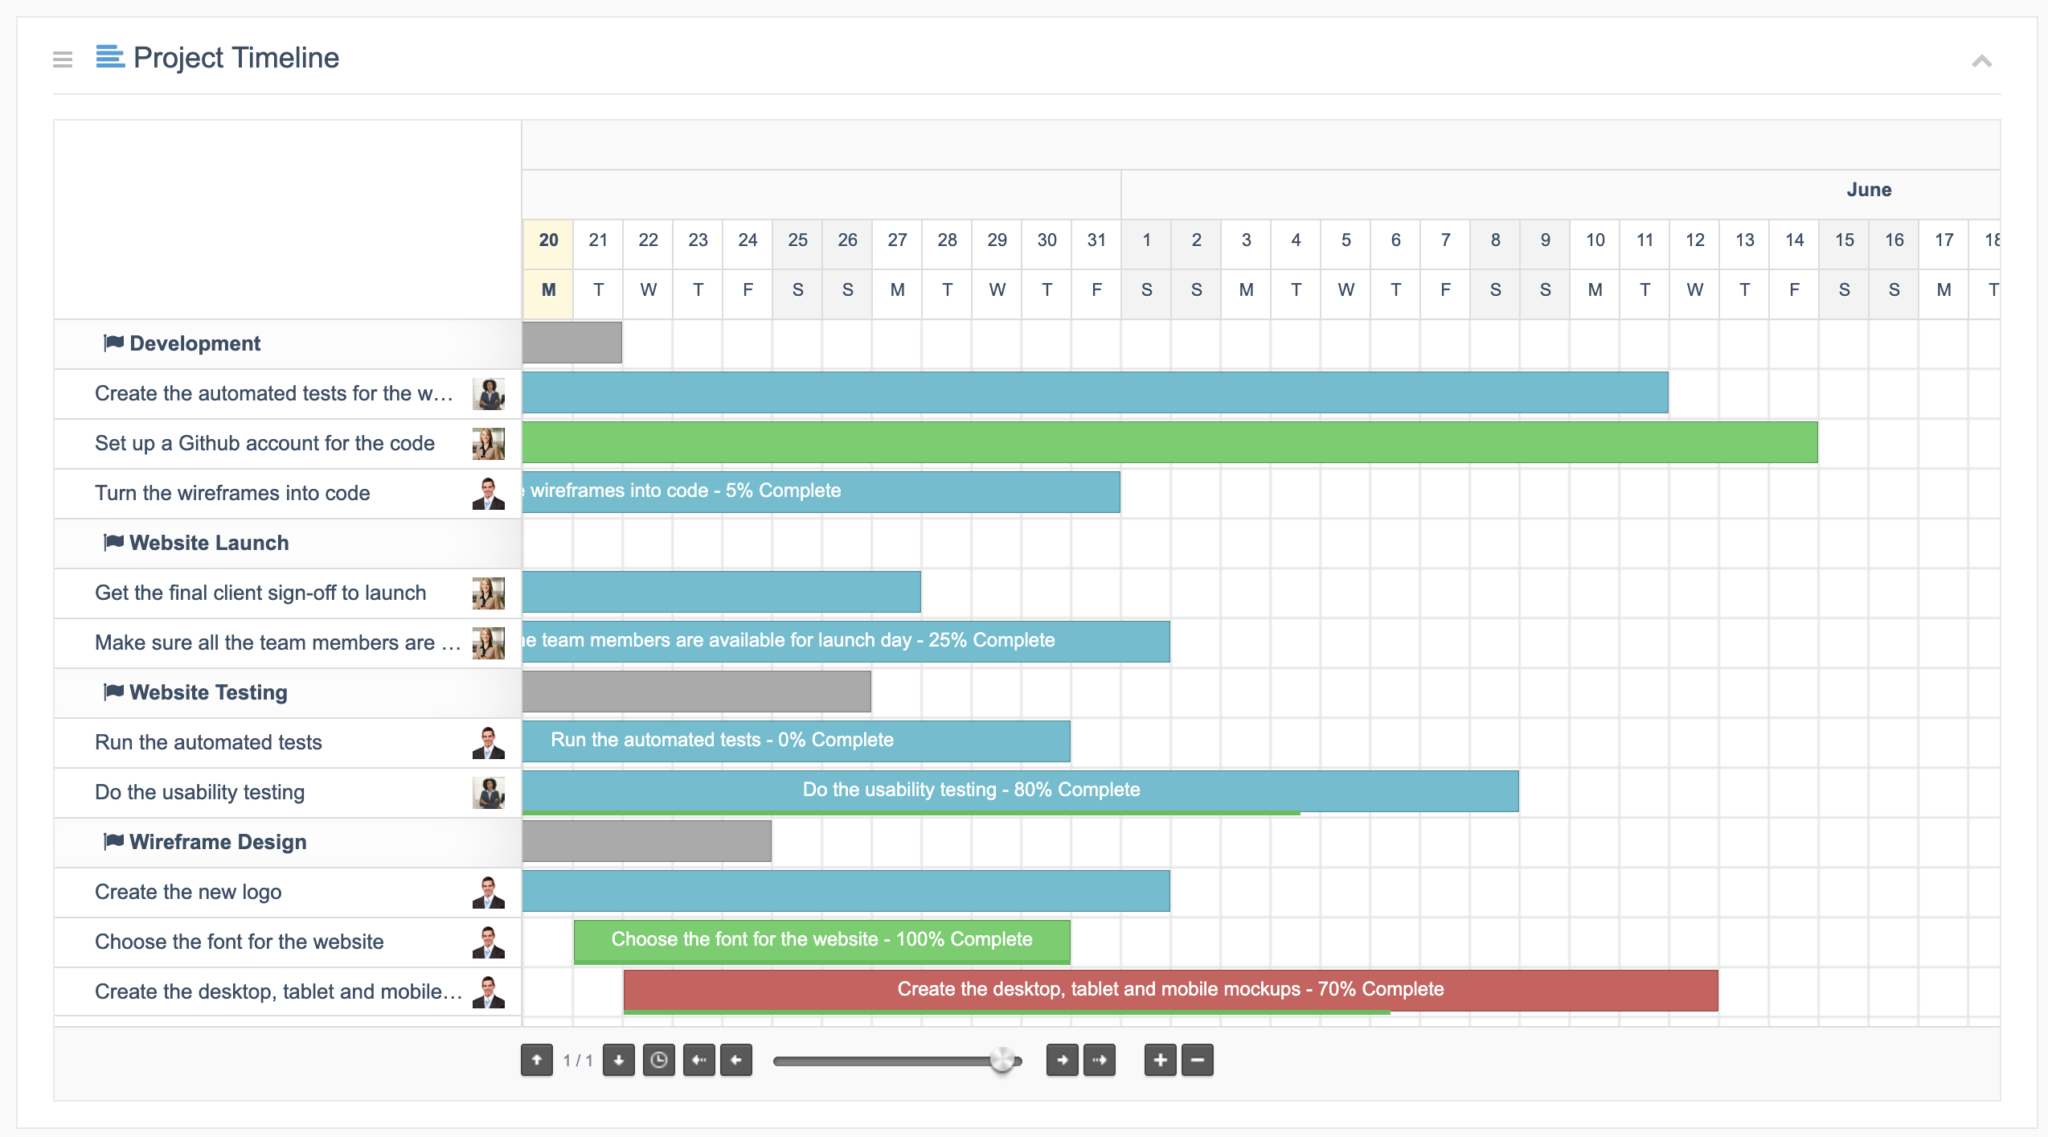 Project Timeline
June
20 21 22 23 24 25 26 27 28 29 30 31 1 2 3 4 5 6 7 8 9 10 11 12 13 14 15 16 17 18
M T W T F S S M T W T F S S M T W T F S S M T W T F S S M T
Development
Create the automated tests for the w...
Set up a Github account for the code
Turn the wireframes into code
wireframes into code - 5% Complete
Website Launch
Get the final client sign-off to launch
Make sure all the team members are ...
e team members are available for launch day - 25% Complete
Website Testing
Run the automated tests
Run the automated tests - 0% Complete
Do the usability testing
Do the usability testing - 80% Complete
Wireframe Design
Create the new logo
Choose the font for the website
Choose the font for the website - 100% Complete
Create the desktop, tablet and mobile...
Create the desktop, tablet and mobile mockups - 70% Complete
1 / 1